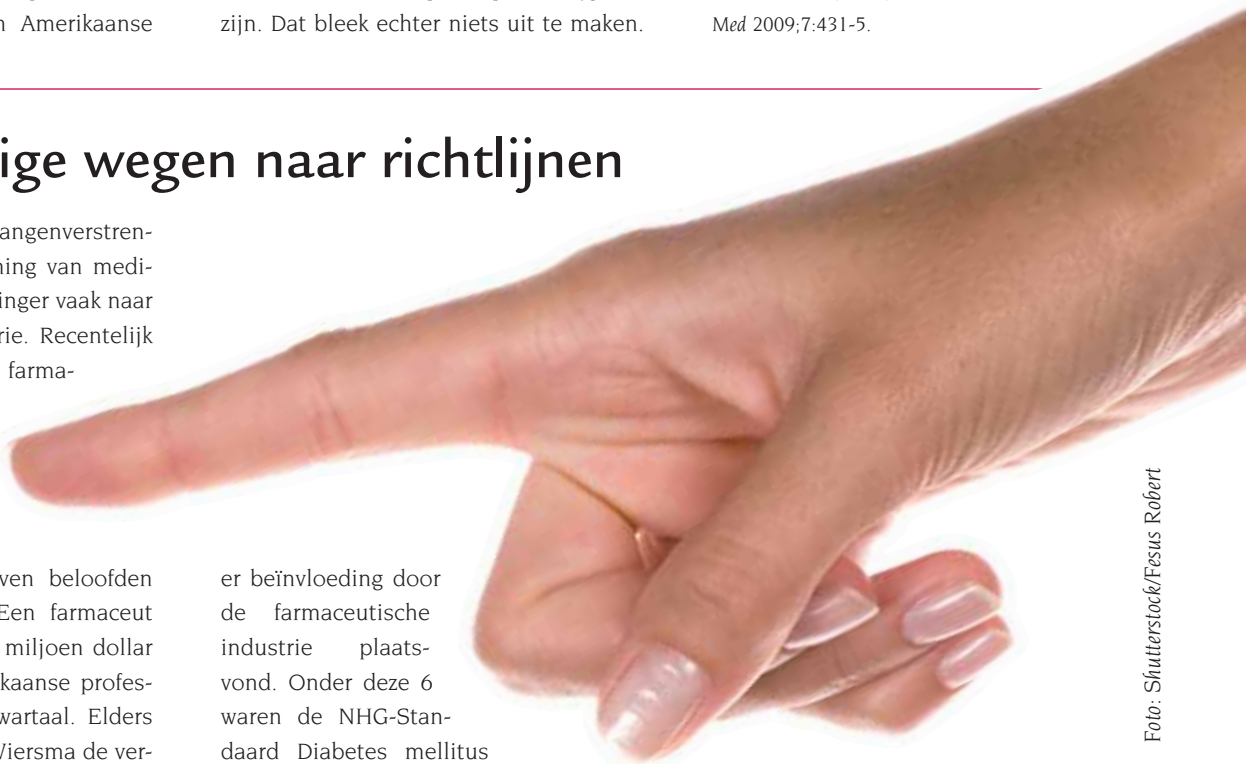 n Amerikaanse
zijn. Dat bleek echter niets uit te maken.
Med 2009;7:431-5.
ige wegen naar richtlijnen
angenverstren-
ning van medi-
inger vaak naar
rie. Recentelijk
farma-
ven beloofden
Een farmaceut
miljoen dollar
kaanse profes-
wartaal. Elders
Wiersma de ver-
er beïnvloeding door
de farmaceutische
industrie plaats-
vond. Onder deze 6
waren de NHG-Stan-
daard Diabetes mellitus
Foto: Shutterstock/Fesus Robert